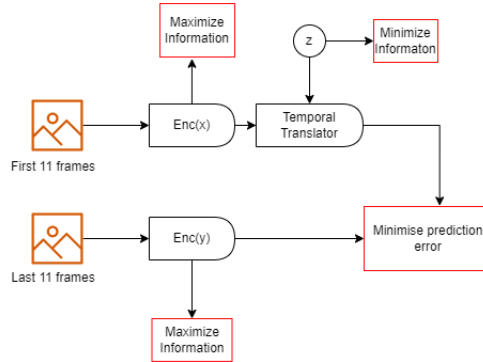 Maximize
Information
z
Minimize
Informaton
Enc(x)
Temporal
Translator
First 11 frames
Enc(y)
Minimise prediction
error
Last 11 frames
Maximize
Information